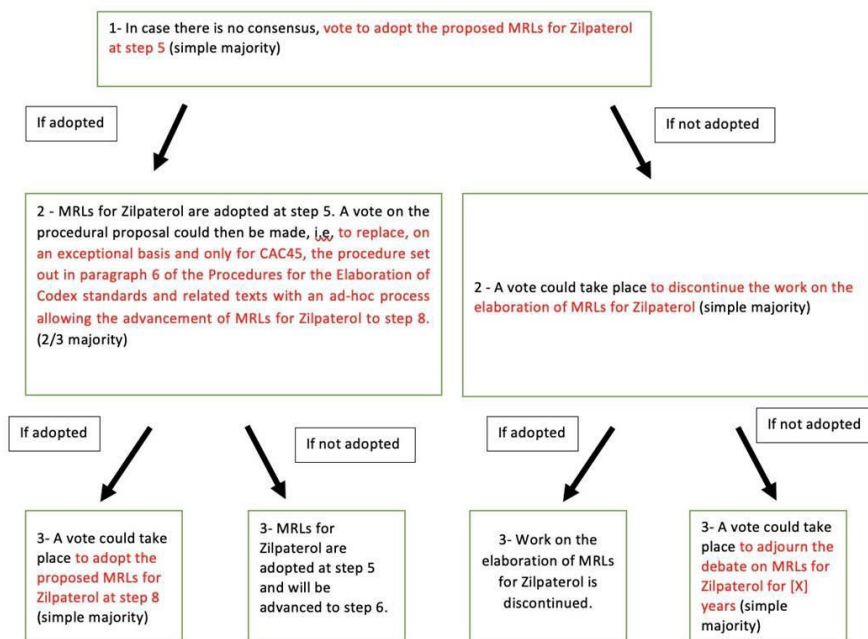 1- In case there is no consensus, vote to adopt the proposed MRLs for Zilpaterol
at step 5 (simple majority)
If adopted
If not adopted
2 - MRLs for Zilpaterol are adopted at step 5. A vote on the
procedural proposal could then be made, i.e, to replace, on
an exceptional basis and only for CAC45, the procedure set
out in paragraph 6 of the Procedures for the Elaboration of
Codex standards and related texts with an ad-hoc process
allowing the advancement of MRLs for Zilpaterol to step 8.
(2/3 majority)
2 - A vote could take place to discontinue the work on the
elaboration of MRLs for Zilpaterol (simple majority)
If adopted
If not adopted
If adopted
If not adopted
3- A vote could take
place to adopt the
proposed MRLs for
Zilpaterol at step 8
(simple majority)
3- MRLs for
Zilpaterol are
adopted at step 5
and will be
advanced to step 6.
3- Work on the
elaboration of MRLs
for Zilpaterol is
discontinued.
3- A vote could take
place to adjourn the
debate on MRLs for
Zilpaterol for [X]
years (simple
majority)